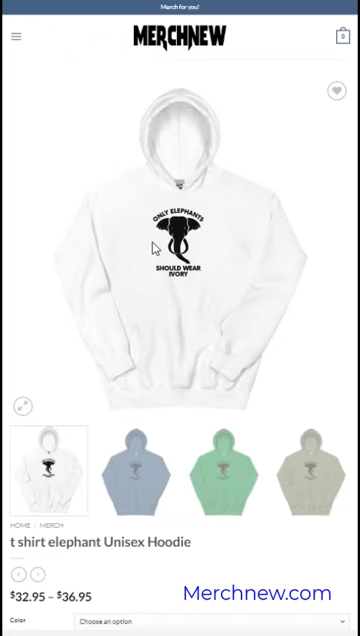 Merch for you!
MERCHNEW
0
ONLY ELEPHANTS
SHOULD WEAR
IVORY
HOME / MERCH
t shirt elephant Unisex Hoodie
$32.95 – $36.95
Merchnew.com
Color
Choose an option